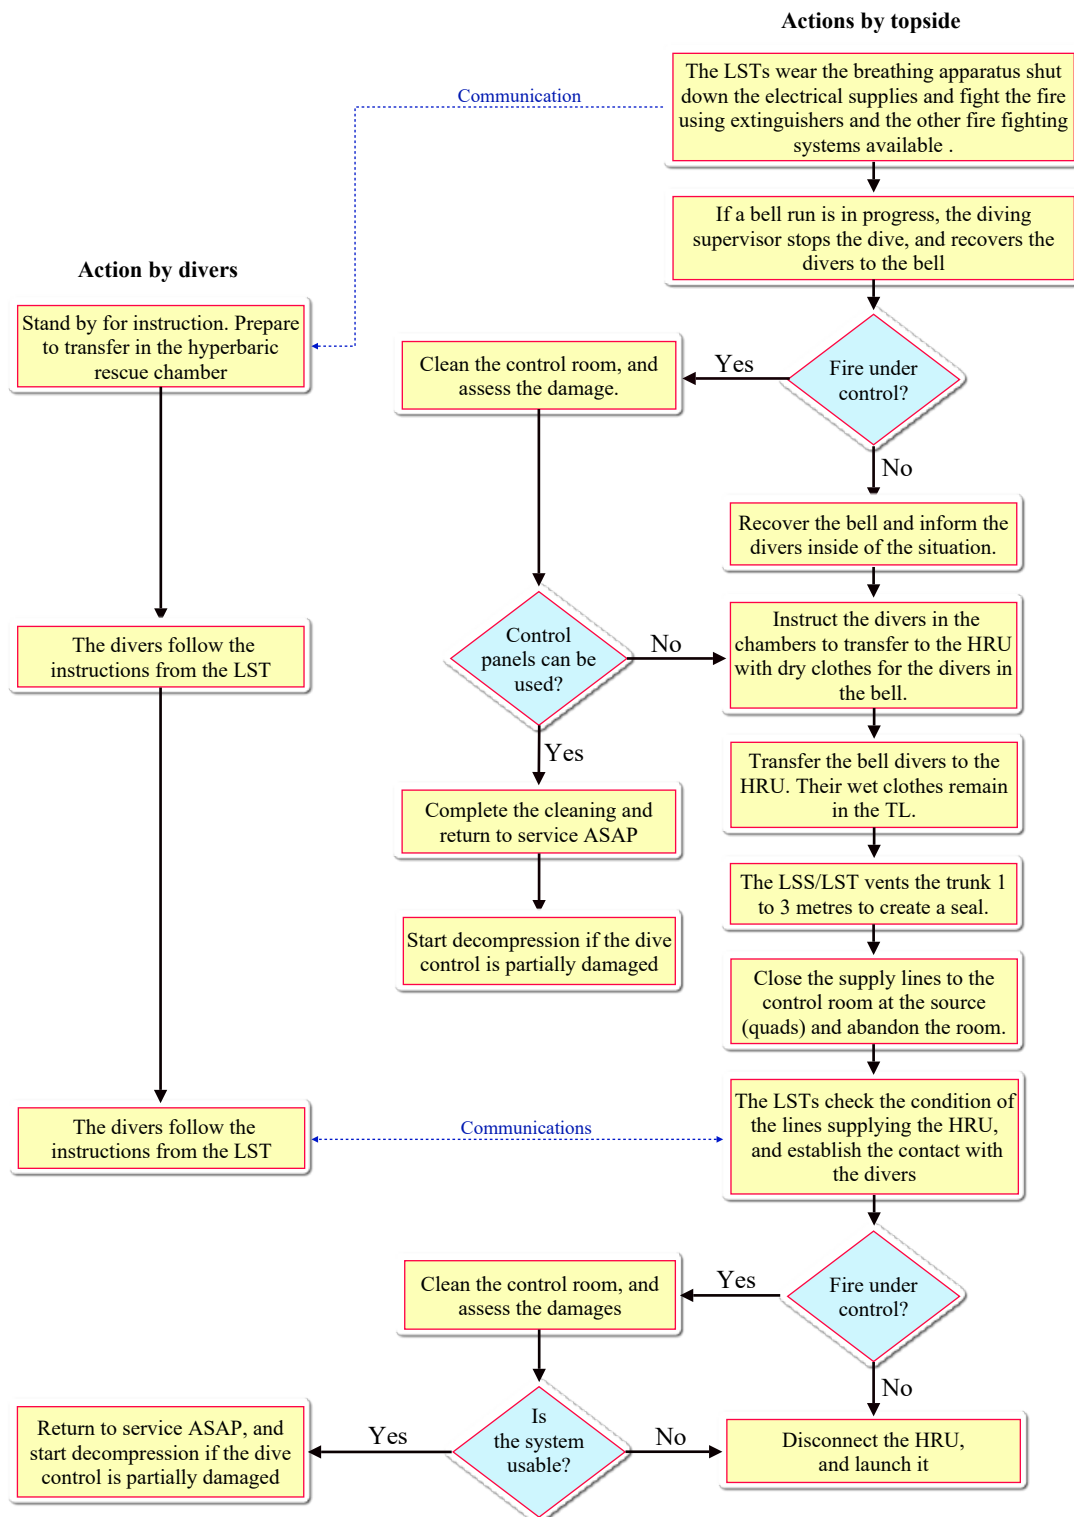 Actions by topside
The LSTs wear the breathing apparatus shut
down the electrical supplies and fight the fire
using extinguishers and the other fire fighting
systems available .
Communication
If a bell run is in progress, the diving
supervisor stops the dive, and recovers the
divers to the bell
Action by divers
Stand by for instruction. Prepare
to transfer in the hyperbaric
rescue chamber
Fire under
control?
Yes
Clean the control room, and
assess the damage.
No
Recover the bell and inform the
divers inside of the situation.
Control
panels can be
used?
No
Instruct the divers in the
chambers to transfer to the HRU
with dry clothes for the divers in
the bell.
The divers follow the
instructions from the LST
Yes
Transfer the bell divers to the
HRU. Their wet clothes remain
in the TL.
Complete the cleaning and
return to service ASAP
The LSS/LST vents the trunk 1
to 3 metres to create a seal.
Start decompression if the dive
control is partially damaged
Close the supply lines to the
control room at the source
(quads) and abandon the room.
The LSTs check the condition of
the lines supplying the HRU,
and establish the contact with
the divers
Communications
The divers follow the
instructions from the LST
Fire under
control?
Yes
Clean the control room, and
assess the damages
No
Is
the system
usable?
Yes
Return to service ASAP, and
start decompression if the dive
control is partially damaged
No
Disconnect the HRU,
and launch it